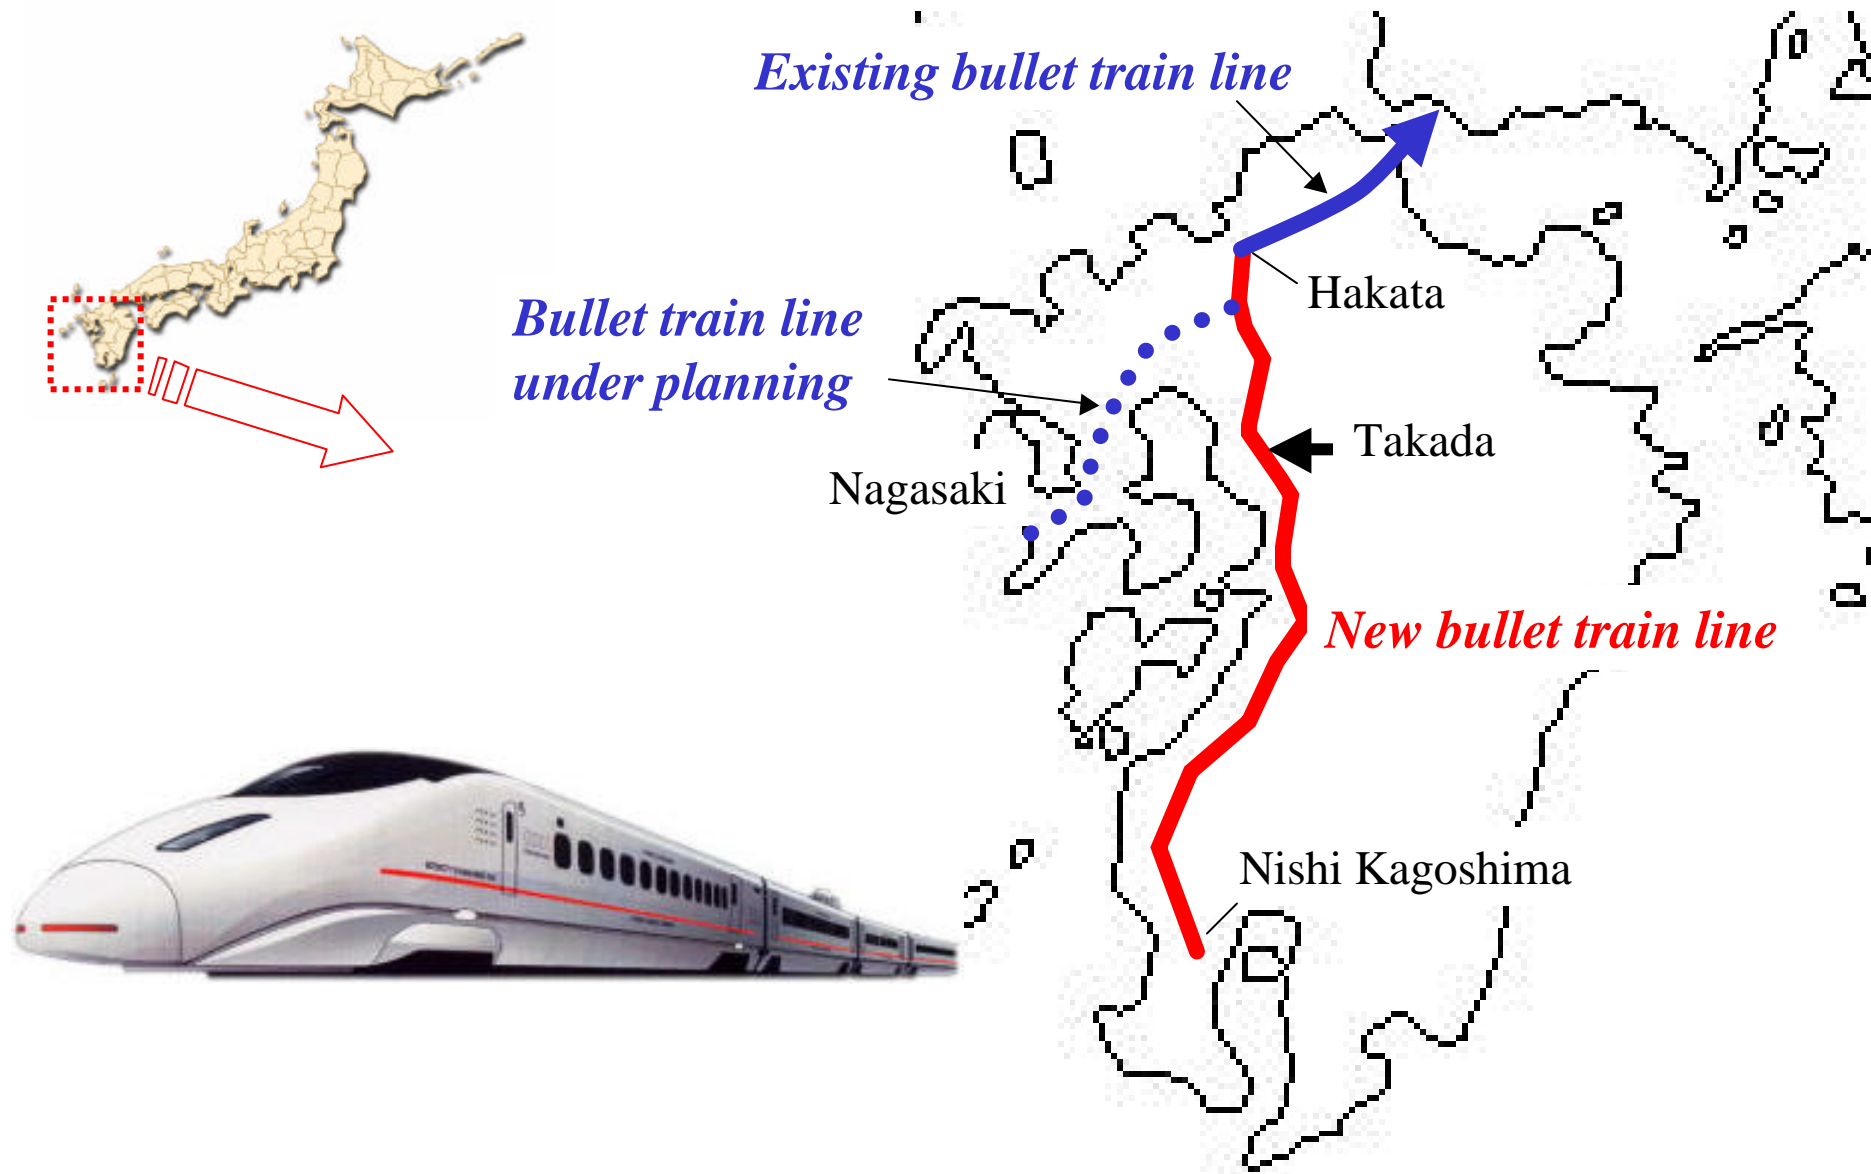 Existing bullet train line
Hakata
Bullet train line
under planning
Takada
Nagasaki
New bullet train line
Nishi Kagoshima